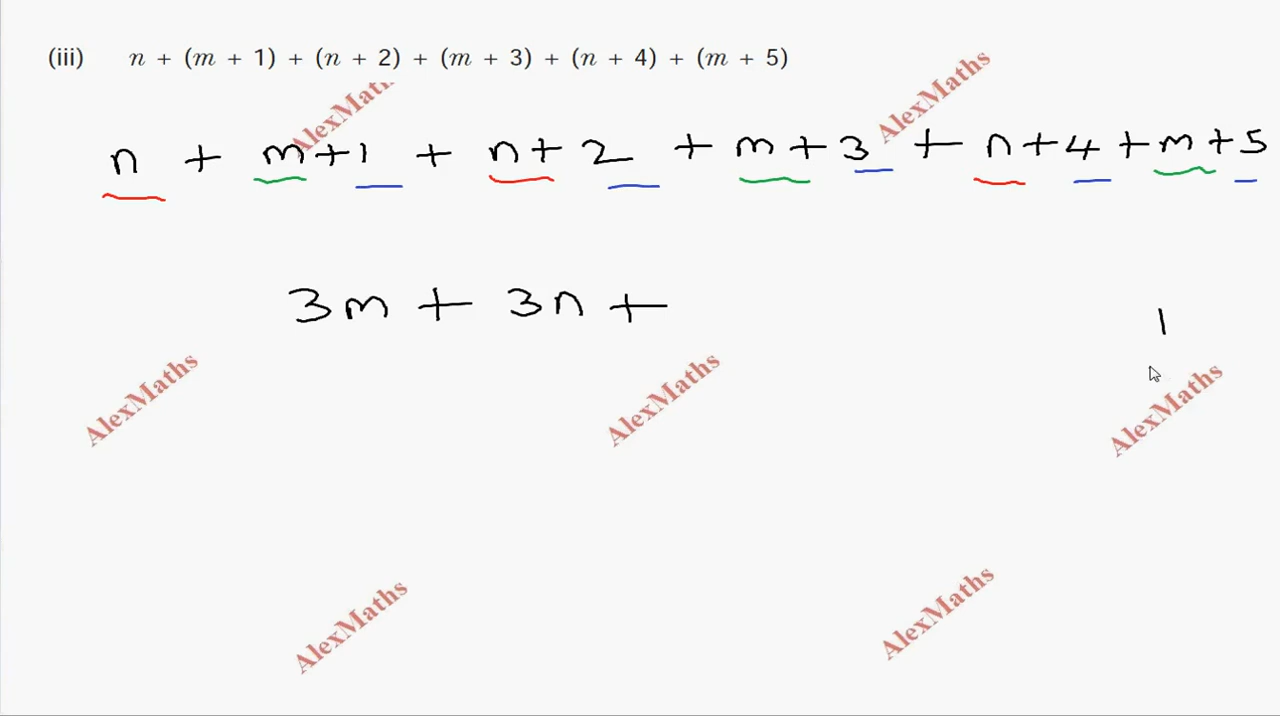 (iii) n + (m + 1) + (n + 2) + (m + 3) + (n + 4) + (m + 5)
AlexMaths
AlexMaths
n + m+1 + n+2 + m+3 + n+4+m+5
3m + 3n +
1
AlexMaths
AlexMaths
AlexMaths
AlexMaths
AlexMaths